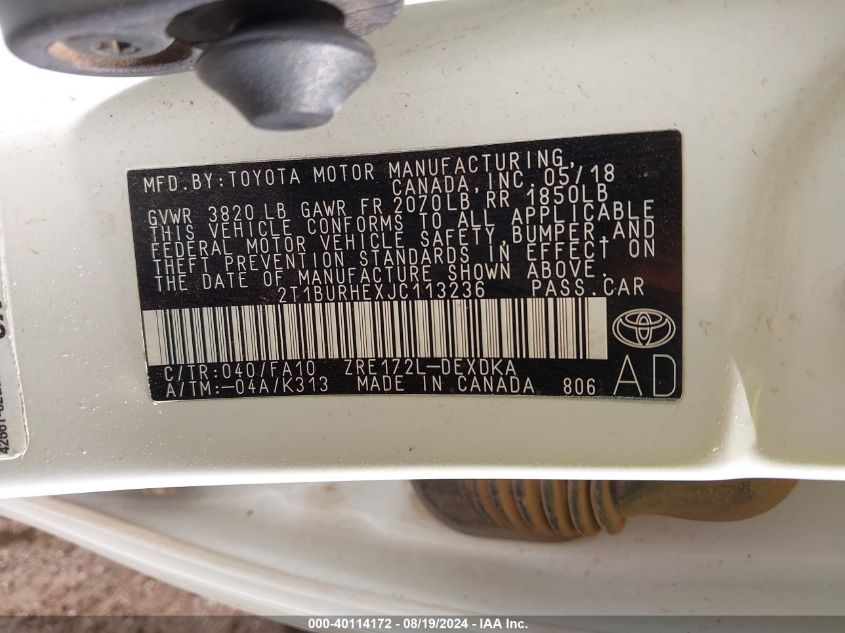 MFD. BY: TOYOTA MOTOR MANUFACTURING,
CANADA, INC. 05/18
GVWR 3820 LB GAWR FR 2070LB RR 1850LB
THIS VEHICLE CONFORMS TO ALL APPLICABLE
FEDERAL MOTOR VEHICLE SAFETY, BUMPER, AND
THEFT PREVENTION STANDARDS IN EFFECT ON
THE DATE OF MANUFACTURE SHOWN ABOVE.
2T1BURHEXJC113236 PASS. CAR
C/TR: 040/FA10 ZRE172L-DEXDKA
A/TM: -04A/K313 MADE IN CANADA 806
AD
000-40114172 - 08/19/2024 - IAA Inc.